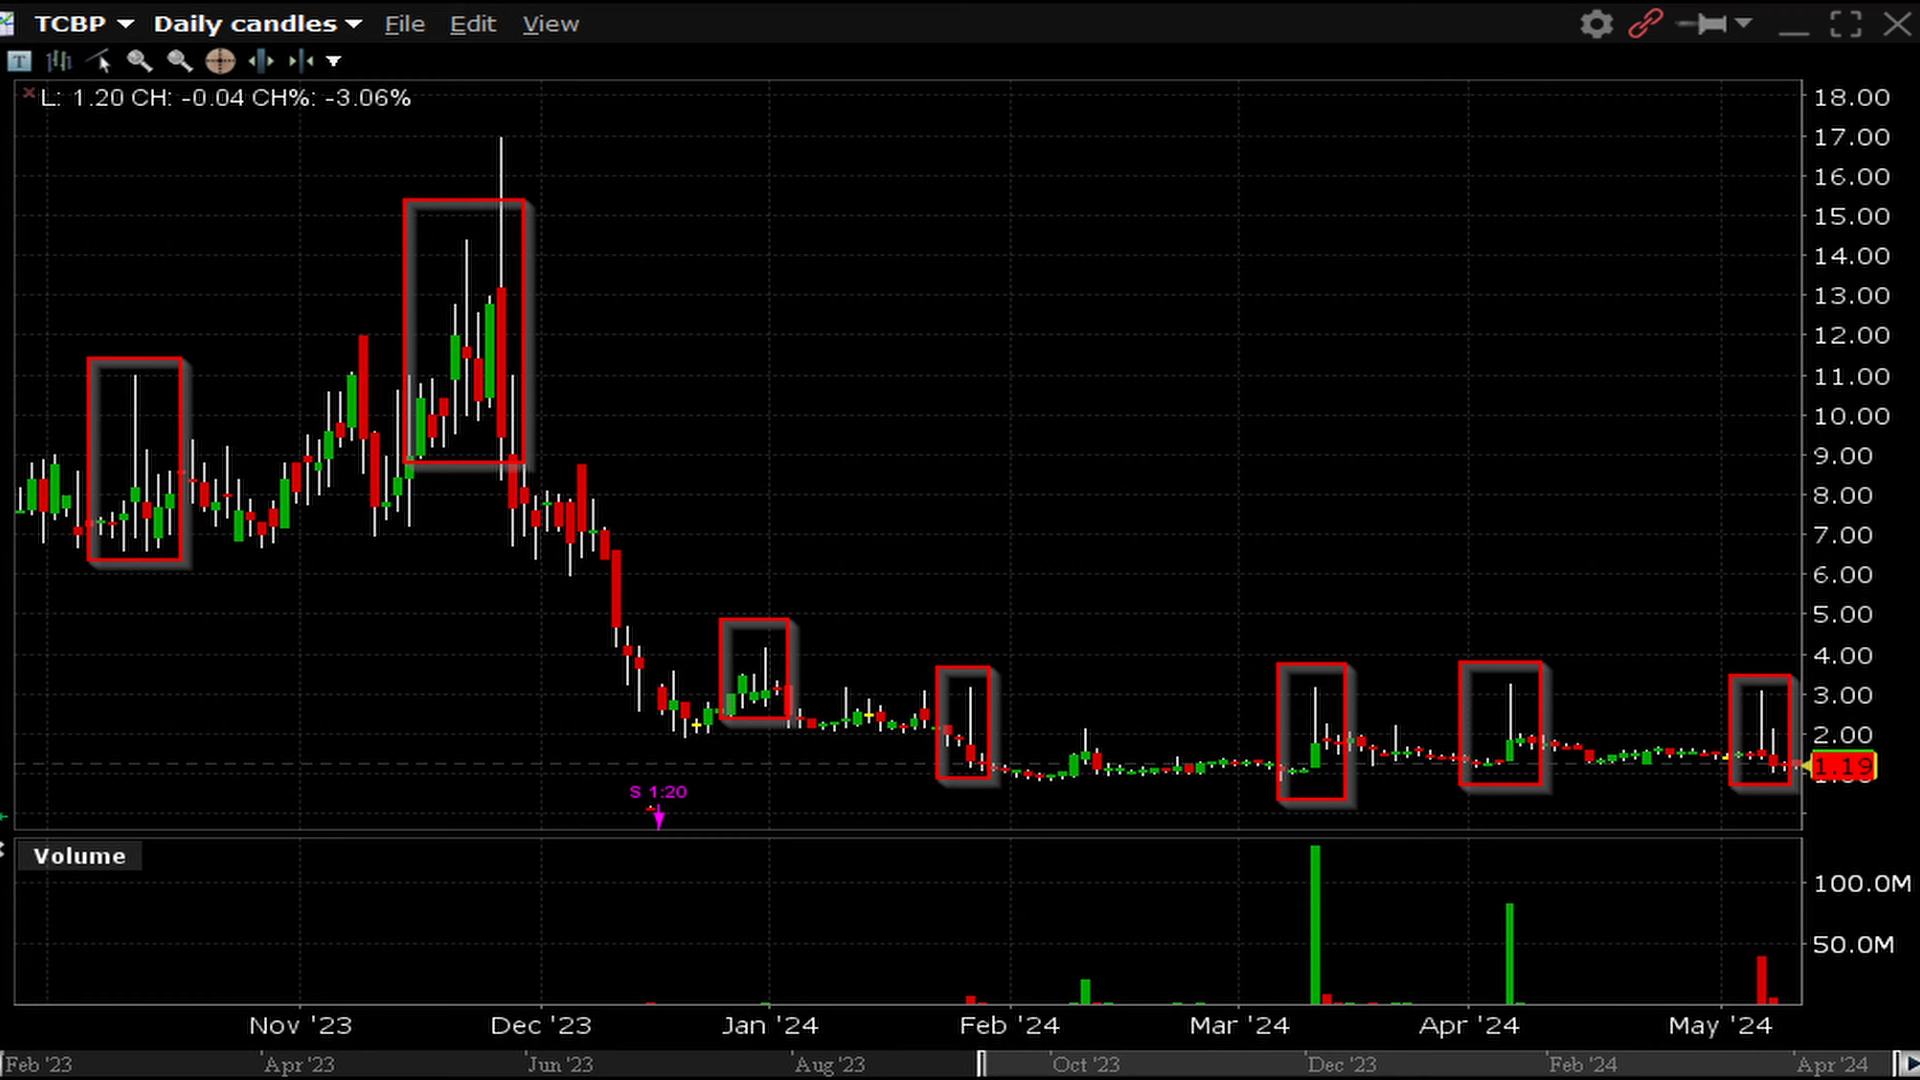 TCBP Daily candles File Edit View
T
L: 1.20 CH: -0.04 CH%: -3.06%
18.00
17.00
16.00
15.00
14.00
13.00
12.00
11.00
10.00
9.00
8.00
7.00
6.00
5.00
4.00
3.00
2.00
1.19
S 1:20
Volume
100.0M
50.0M
Nov '23 Dec '23 Jan '24 Feb '24 Mar '24 Apr '24 May '24
Feb '23 Apr '23 Jun '23 Aug '23 Oct '23 Dec '23 Feb '24 Apr '24